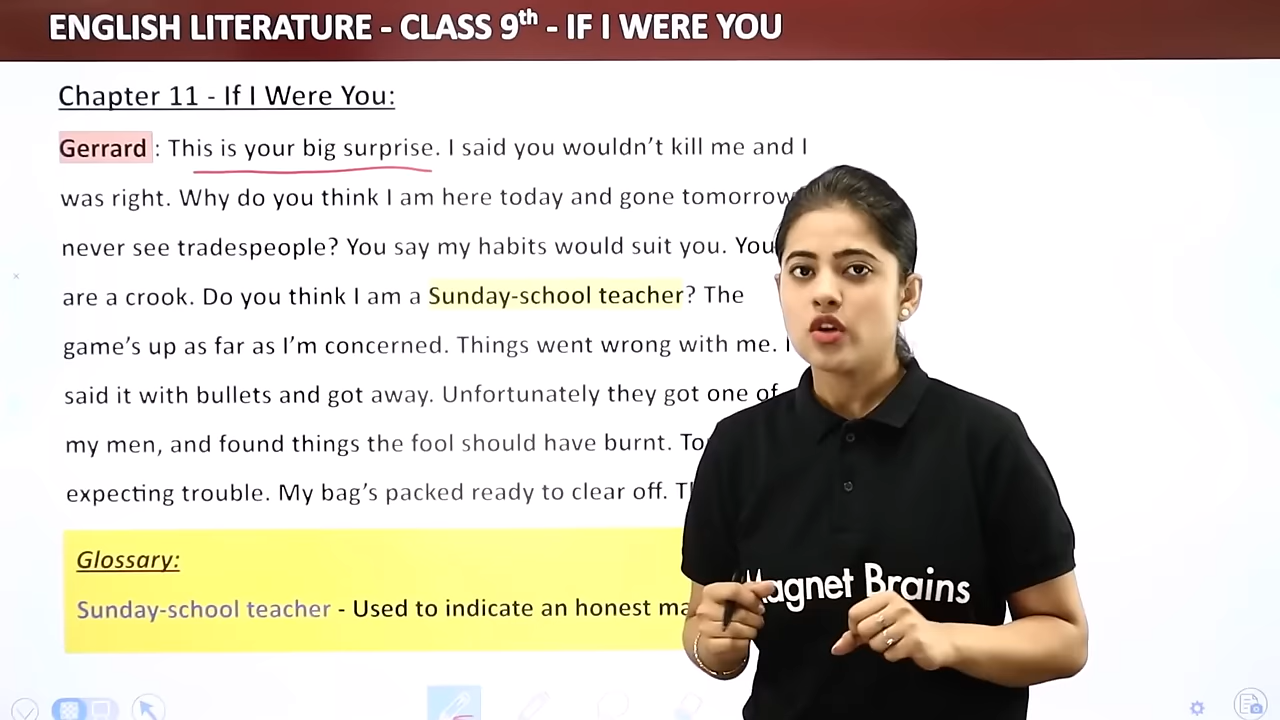 ENGLISH LITERATURE - CLASS 9th - IF I WERE YOU
Chapter 11 - If I Were You:
Gerrard : This is your big surprise. I said you wouldn't kill me and I
was right. Why do you think I am here today and gone tomorrow,
never see tradespeople? You say my habits would suit you. You
are a crook. Do you think I am a Sunday-school teacher? The
game's up as far as I'm concerned. Things went wrong with me. I
said it with bullets and got away. Unfortunately they got one of
my men, and found things the fool should have burnt.
expecting trouble. My bag's packed ready to clear off.
Glossary:
Sunday-school teacher - Used to indicate an honest
Magnet Brains